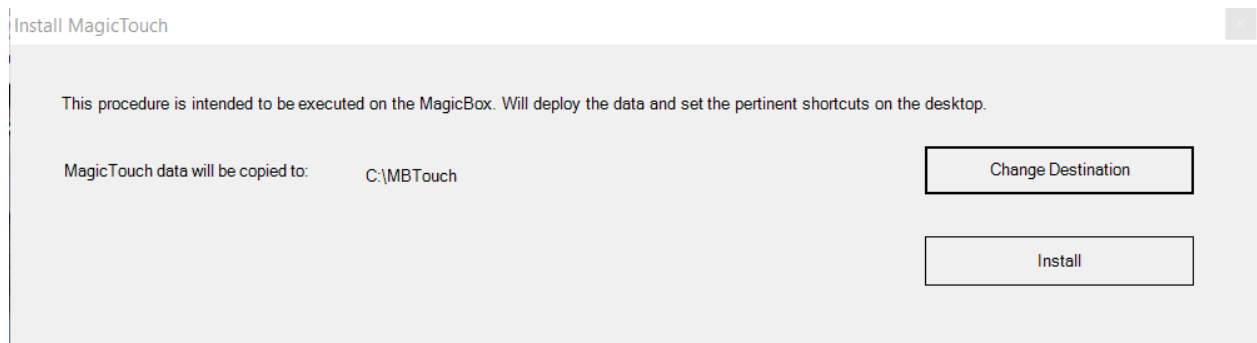 Install MagicTouch
This procedure is intended to be executed on the MagicBox. Will deploy the data and set the pertinent shortcuts on the desktop.
MagicTouch data will be copied to: C:\MBTouch
Change Destination
Install